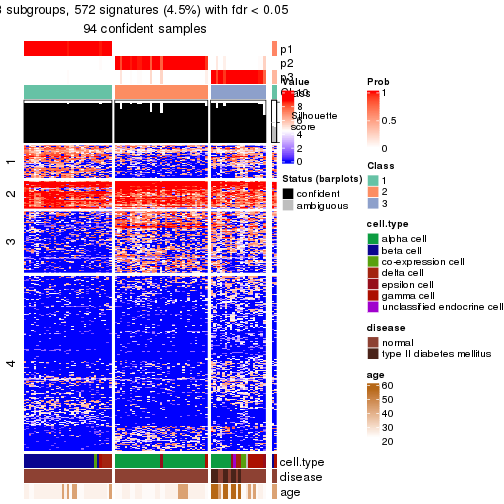 3 subgroups, 572 signatures (4.5%) with fdr < 0.05
94 confident samples
p1
p2
p3
Class
Silhouette
score
1
2
3
4
cell.type
disease
age
Value
8
6
4
2
0
Status (barplots)
confident
ambiguous
Prob
1
0.5
0
Class
1
2
3
cell.type
alpha cell
beta cell
co-expression cell
delta cell
epsilon cell
gamma cell
unclassified endocrine cell
disease
normal
type II diabetes mellitus
age
60
50
40
30
20